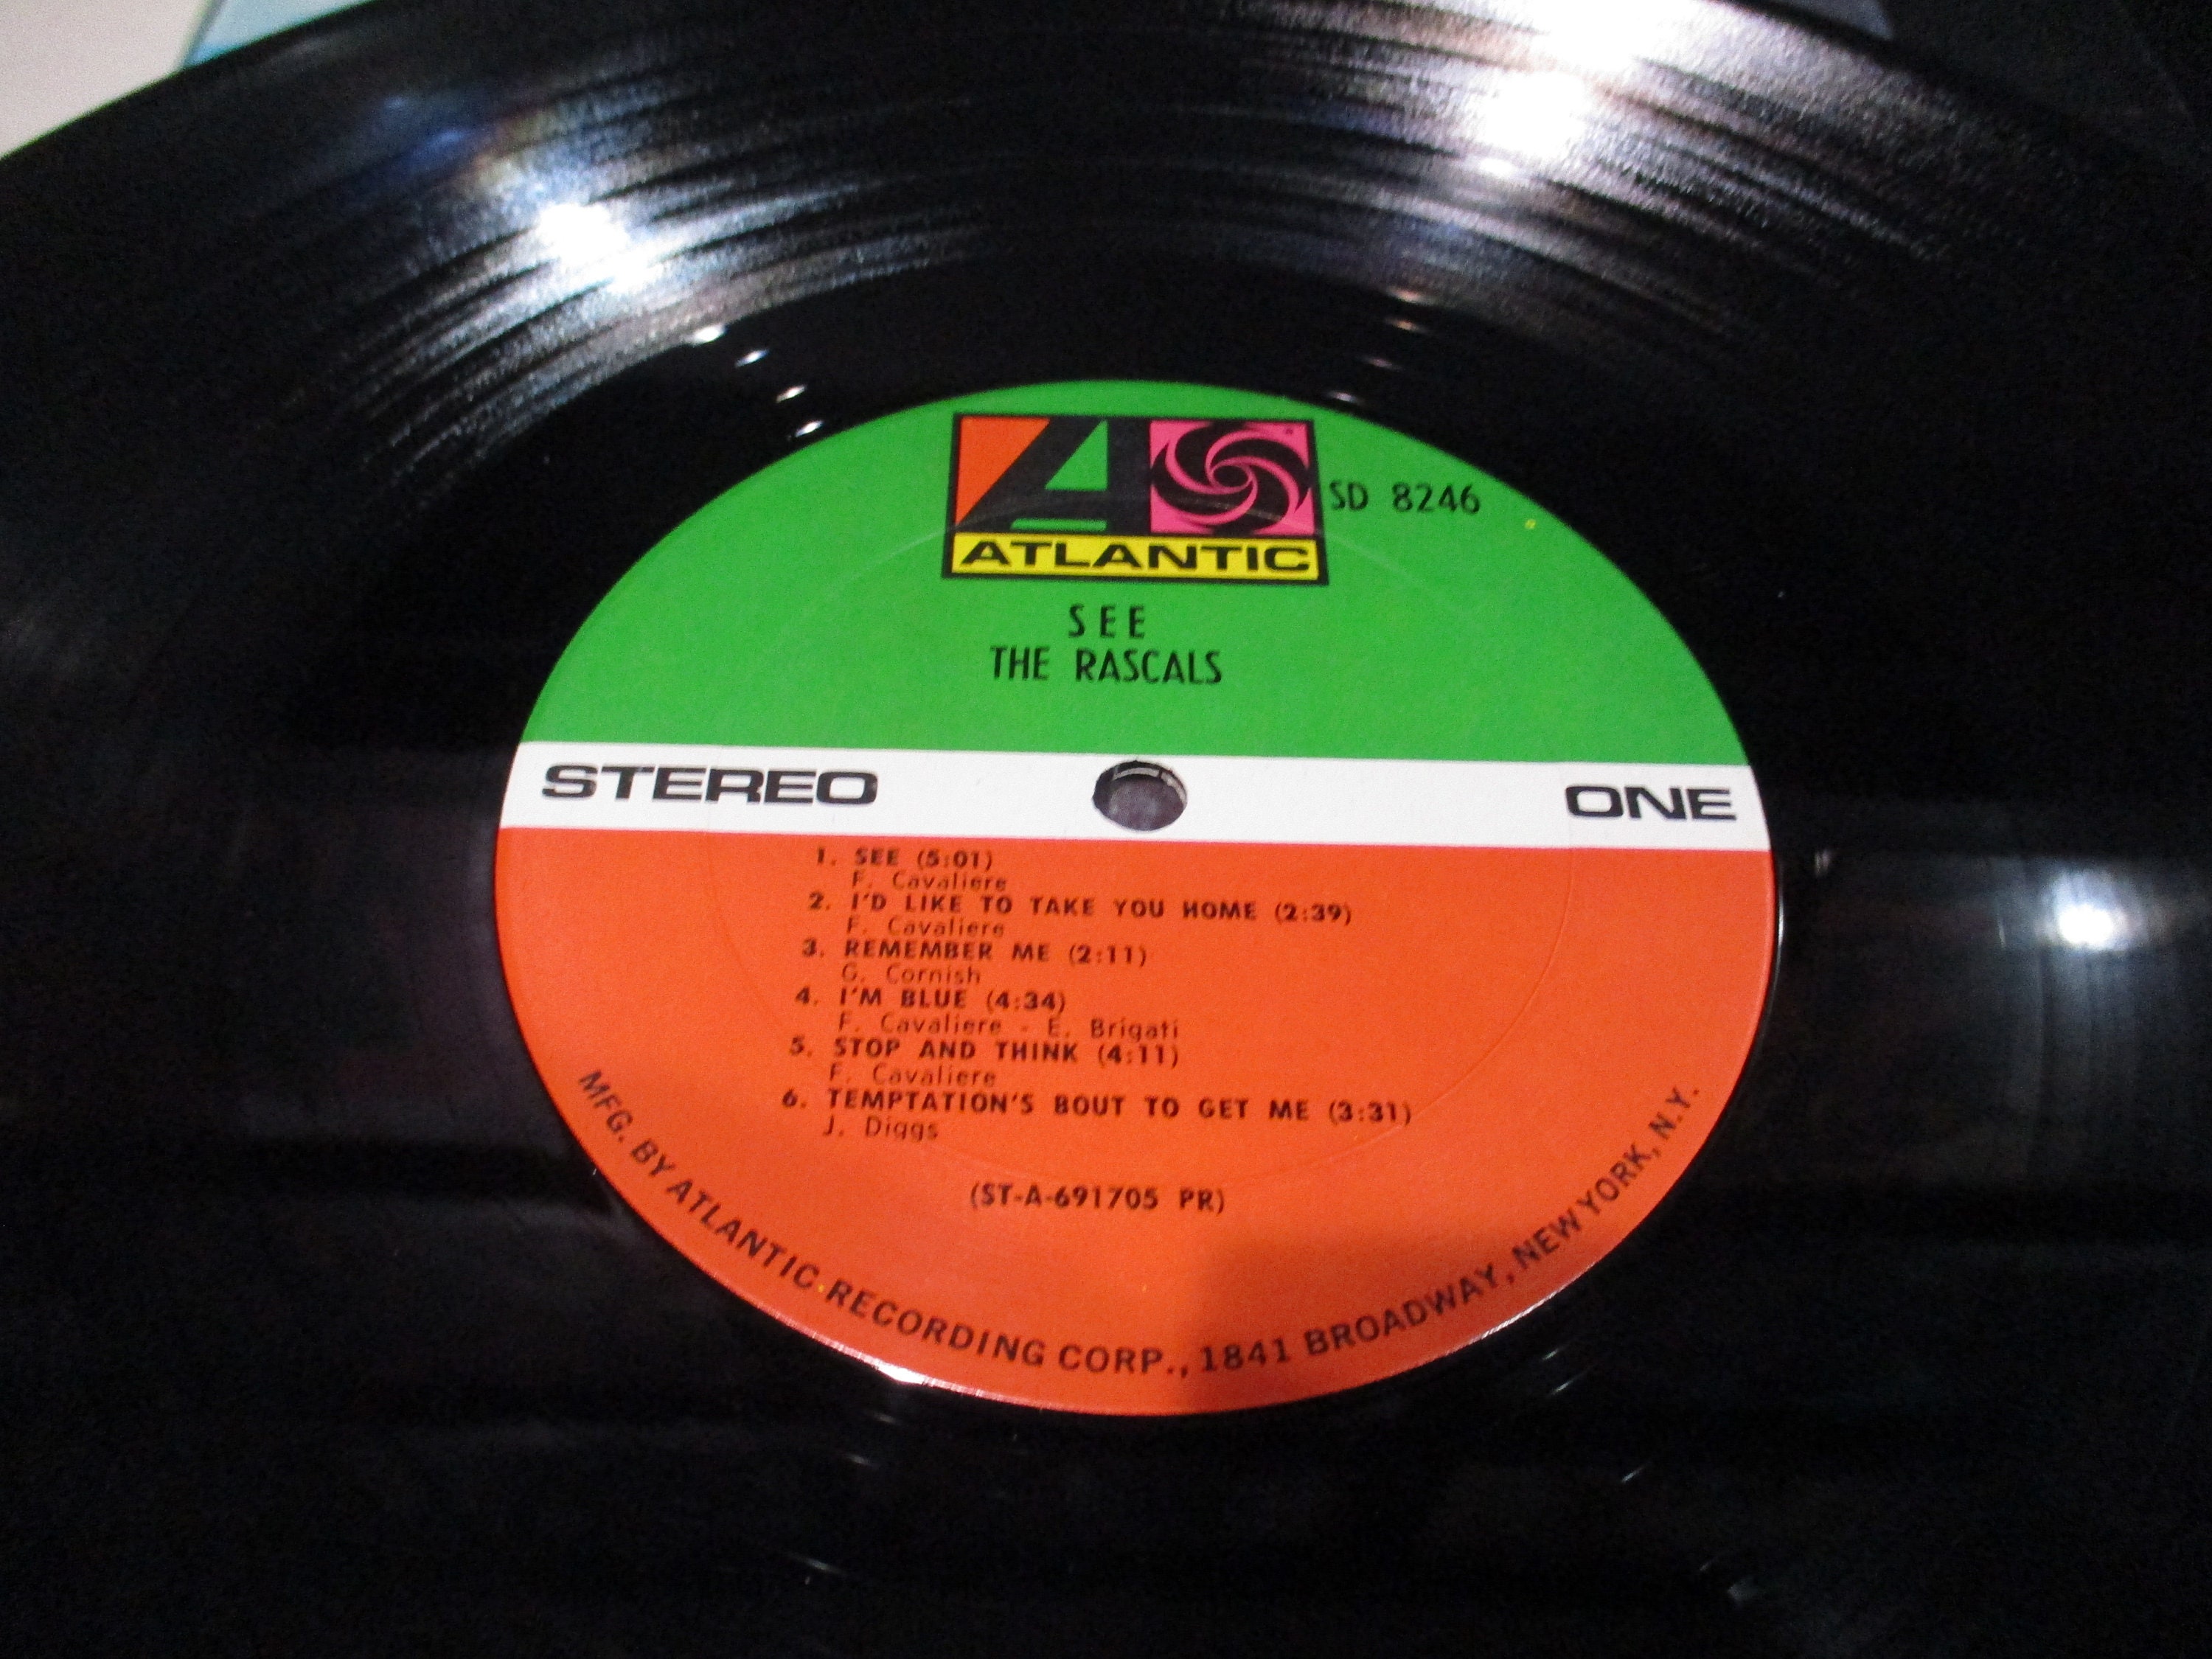 ATLANTIC
SD 8246
SEE
THE RASCALS
STEREO
ONE
1. SEE (5:01)
F. Cavaliere
2. I'D LIKE TO TAKE YOU HOME (2:39)
F. Cavaliere
3. REMEMBER ME (2:11)
G. Cornish
4. I'M BLUE (4:34)
F. Cavaliere - E. Brigati
5. STOP AND THINK (4:11)
F. Cavaliere
6. TEMPTATION'S BOUT TO GET ME (3:31)
J. Diggs
(ST-A-691705 PR)
MFG. BY ATLANTIC RECORDING CORP., 1841 BROADWAY, NEW YORK, N.Y.